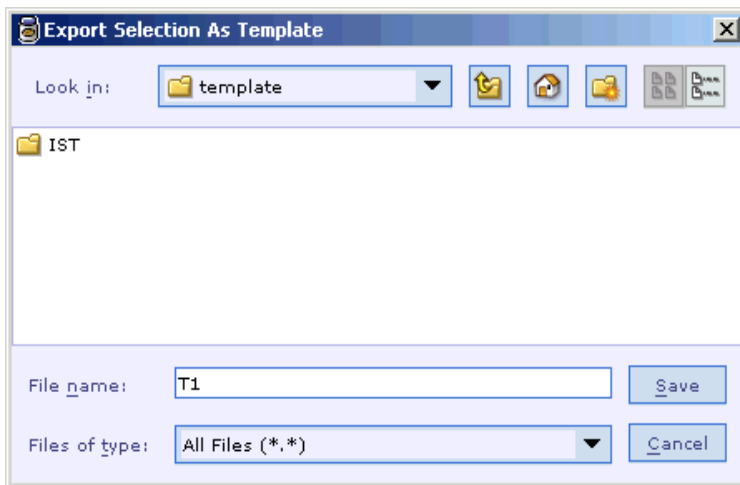 Export Selection As Template
Look in: template
IST
File name: T1 Save
Files of type: All Files (*.*) Cancel